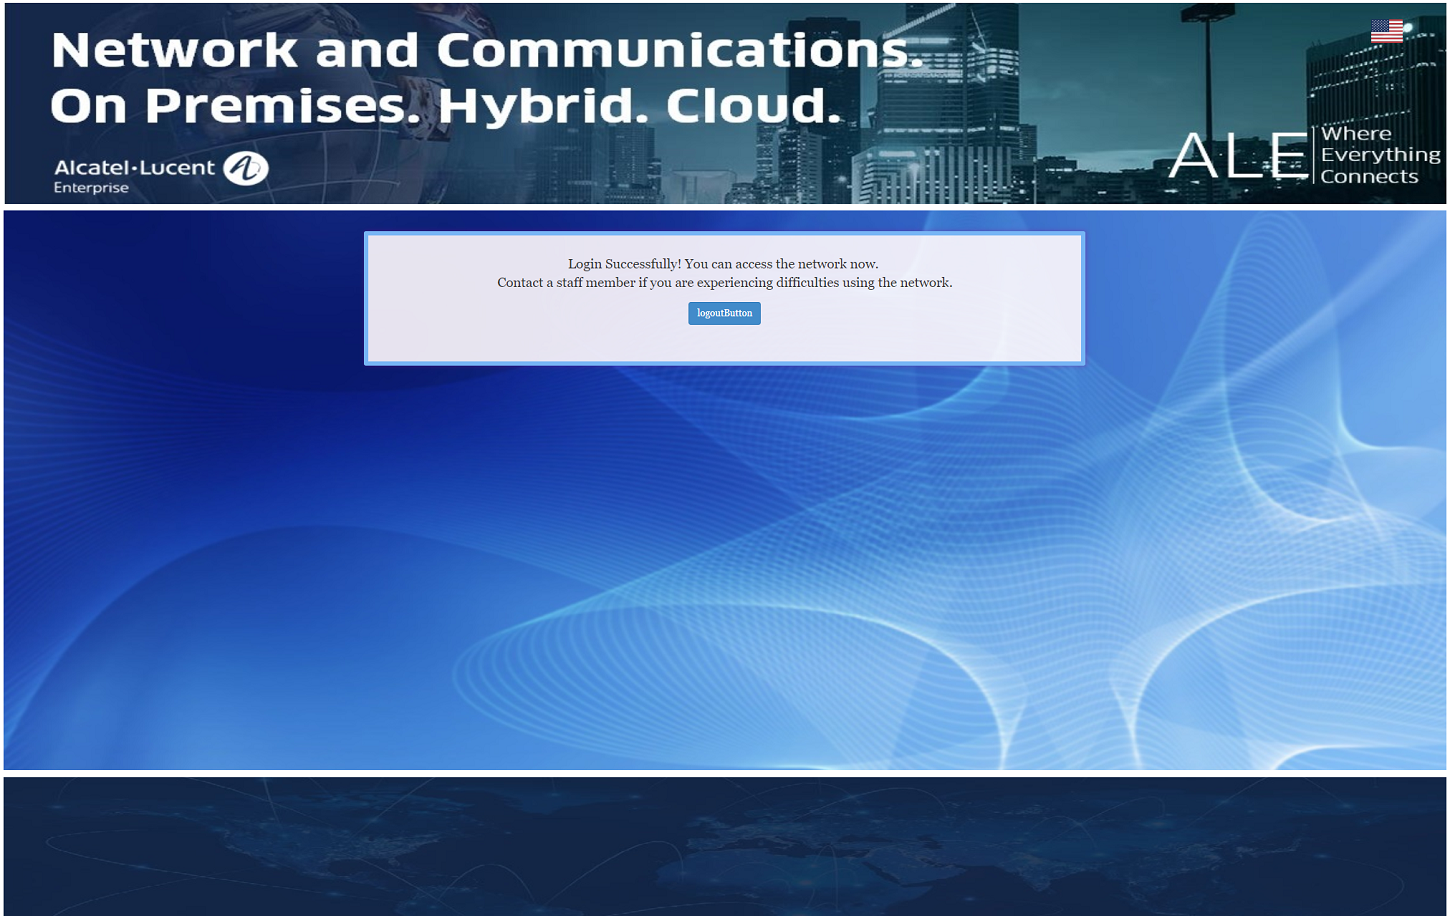 Network and Communications.
On Premises. Hybrid. Cloud.
Alcatel·Lucent
Enterprise
ALE
Where
Everything
Connects
Login Successfully! You can access the network now.
Contact a staff member if you are experiencing difficulties using the network.
logoutButton